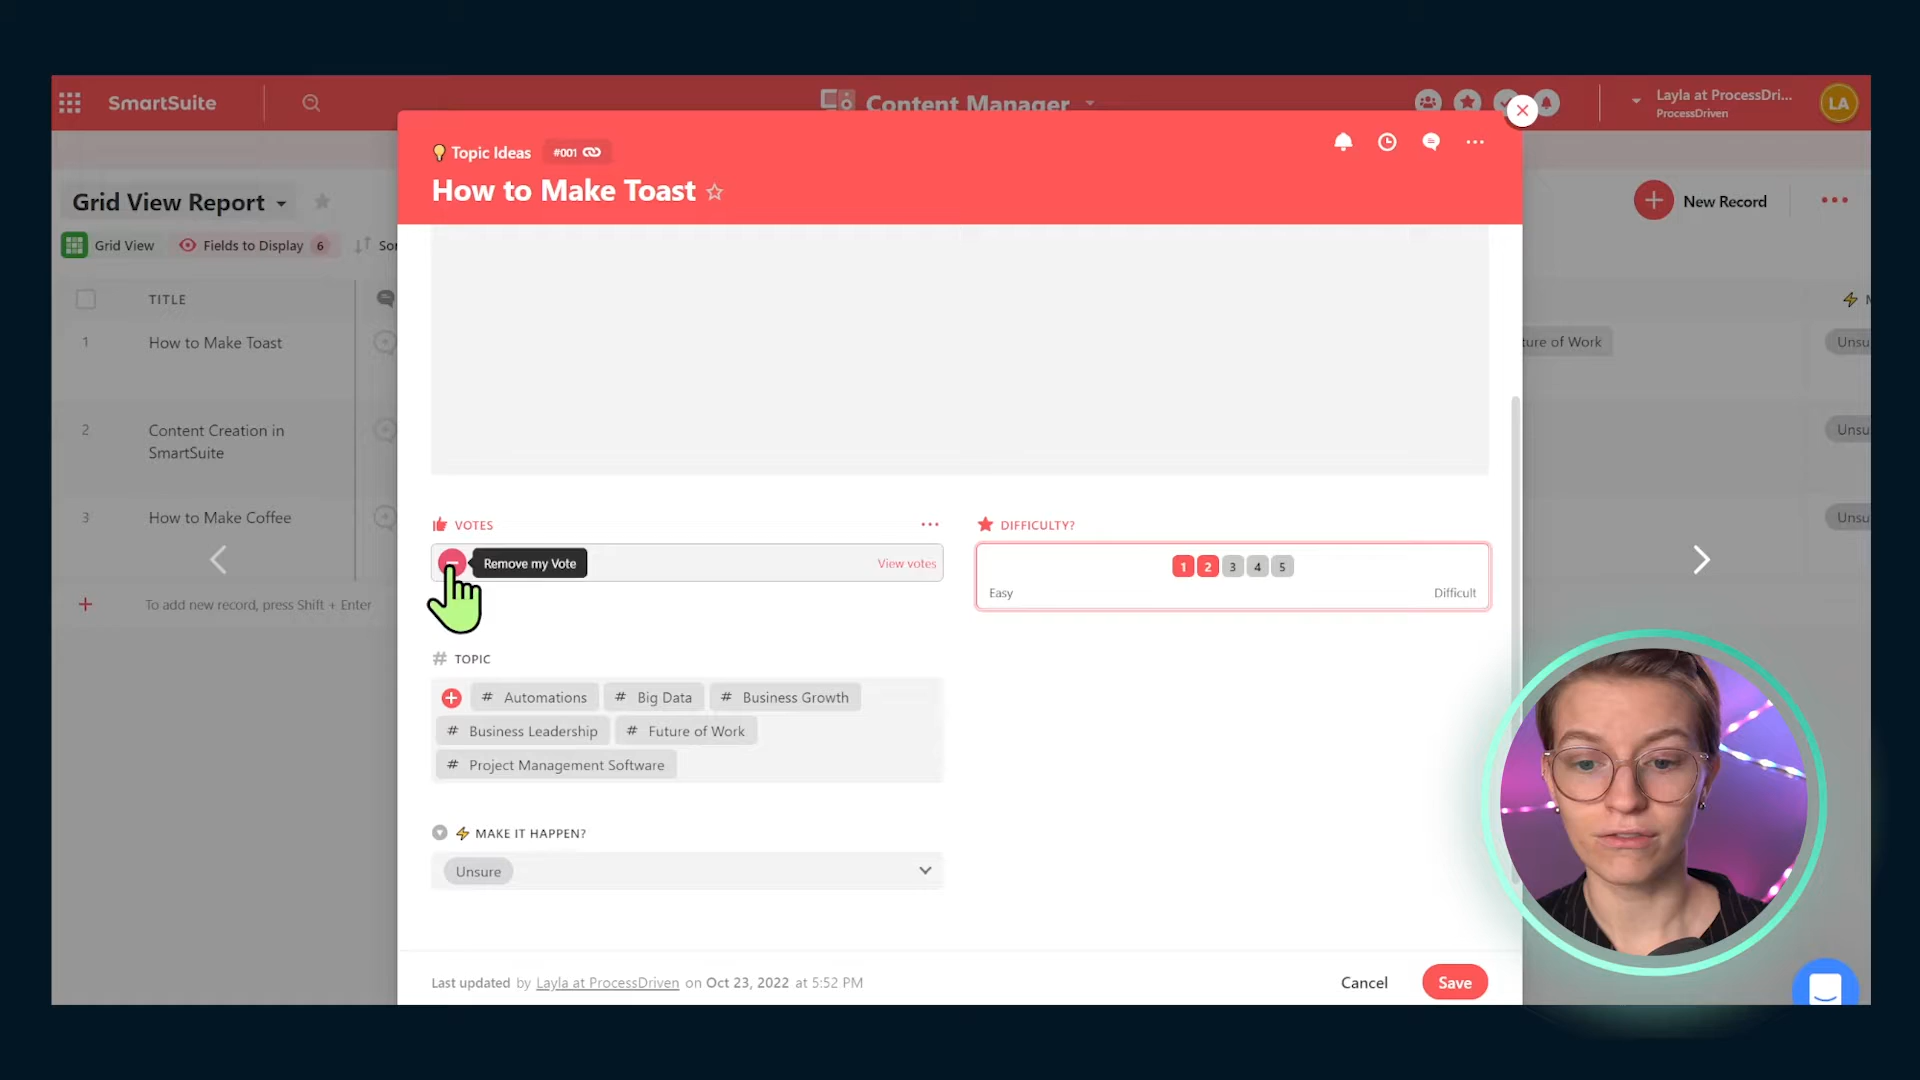 SmartSuite
Content Manager
Layla at ProcessDri...
ProcessDriven
LA
Topic Ideas
#001
How to Make Toast
Grid View Report
New Record
Grid View
Fields to Display 6
TITLE
1 How to Make Toast
2 Content Creation in
SmartSuite
3 How to Make Coffee
To add new record, press Shift + Enter
ture of Work
Unsu
Unsu
Unsu
VOTES
Remove my Vote
View votes
DIFFICULTY?
1 2 3 4 5
Easy
Difficult
# TOPIC
# Automations # Big Data # Business Growth
# Business Leadership # Future of Work
# Project Management Software
MAKE IT HAPPEN?
Unsure
Last updated by Layla at ProcessDriven on Oct 23, 2022 at 5:52 PM
Cancel
Save